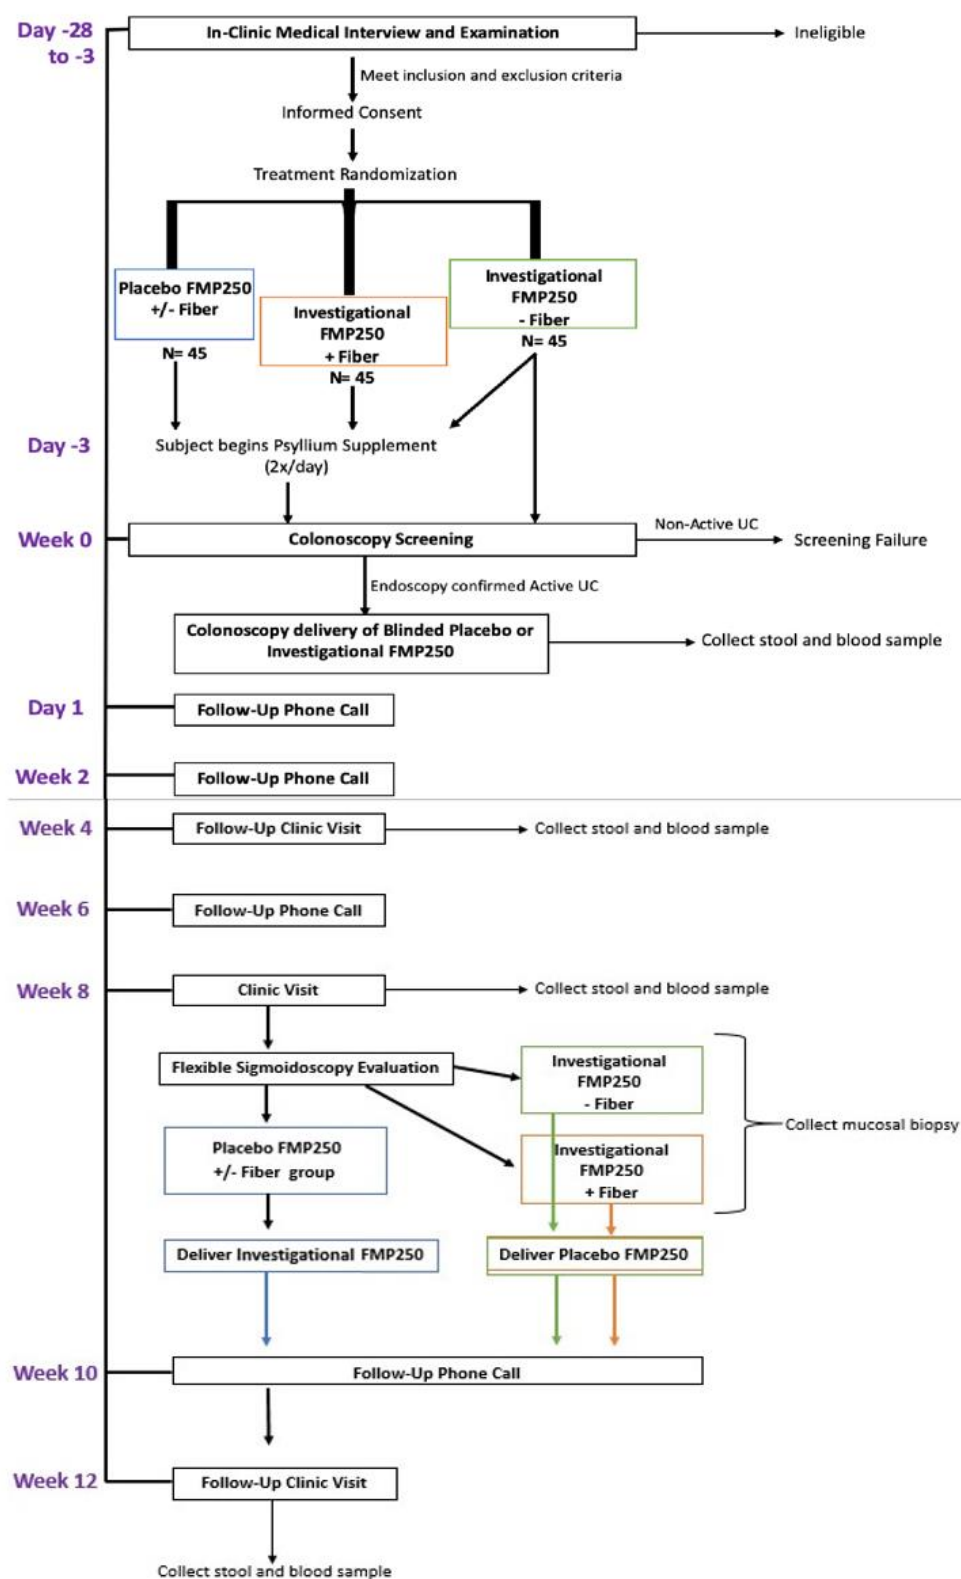 Day -28
to -3
In-Clinic Medical Interview and Examination
Ineligible
Meet inclusion and exclusion criteria
Informed Consent
Treatment Randomization
Placebo FMP250
+/- Fiber
N= 45
Investigational
FMP250
+ Fiber
N= 45
Investigational
FMP250
- Fiber
N= 45
Day -3
Subject begins Psyllium Supplement
(2x/day)
Week 0
Colonoscopy Screening
Non-Active UC
Screening Failure
Endoscopy confirmed Active UC
Colonoscopy delivery of Blinded Placebo or
Investigational FMP250
Collect stool and blood sample
Day 1
Follow-Up Phone Call
Week 2
Follow-Up Phone Call
Week 4
Follow-Up Clinic Visit
Collect stool and blood sample
Week 6
Follow-Up Phone Call
Week 8
Clinic Visit
Collect stool and blood sample
Flexible Sigmoidoscopy Evaluation
Investigational
FMP250
- Fiber
Collect mucosal biopsy
Placebo FMP250
+/- Fiber group
Investigational
FMP250
+ Fiber
Deliver Investigational FMP250
Deliver Placebo FMP250
Week 10
Follow-Up Phone Call
Week 12
Follow-Up Clinic Visit
Collect stool and blood sample